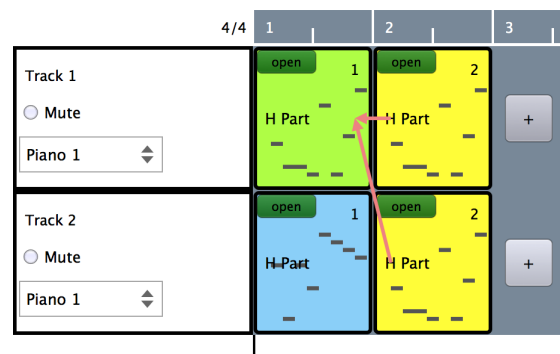 4/4 1 2 3
Track 1
Mute
Piano 1
open 1
H Part
open 2
H Part
+
Track 2
Mute
Piano 1
open 1
H Part
open 2
H Part
+